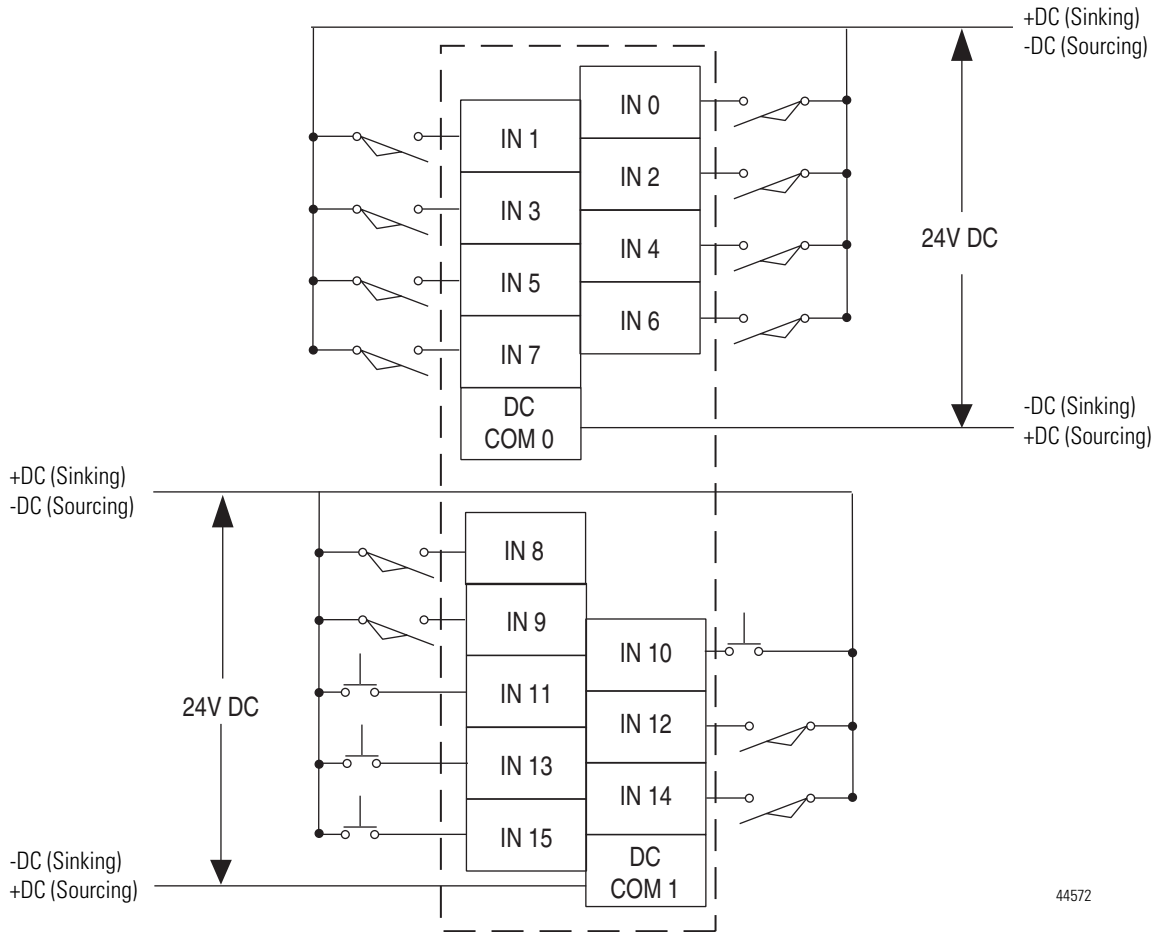 +DC (Sinking)
-DC (Sourcing)
IN 0
IN 1
IN 2
IN 3
IN 4
IN 5
IN 6
IN 7
DC
COM 0
24V DC
-DC (Sinking)
+DC (Sourcing)
+DC (Sinking)
-DC (Sourcing)
IN 8
IN 9
IN 10
IN 11
IN 12
IN 13
IN 14
IN 15
DC
COM 1
24V DC
-DC (Sinking)
+DC (Sourcing)
44572